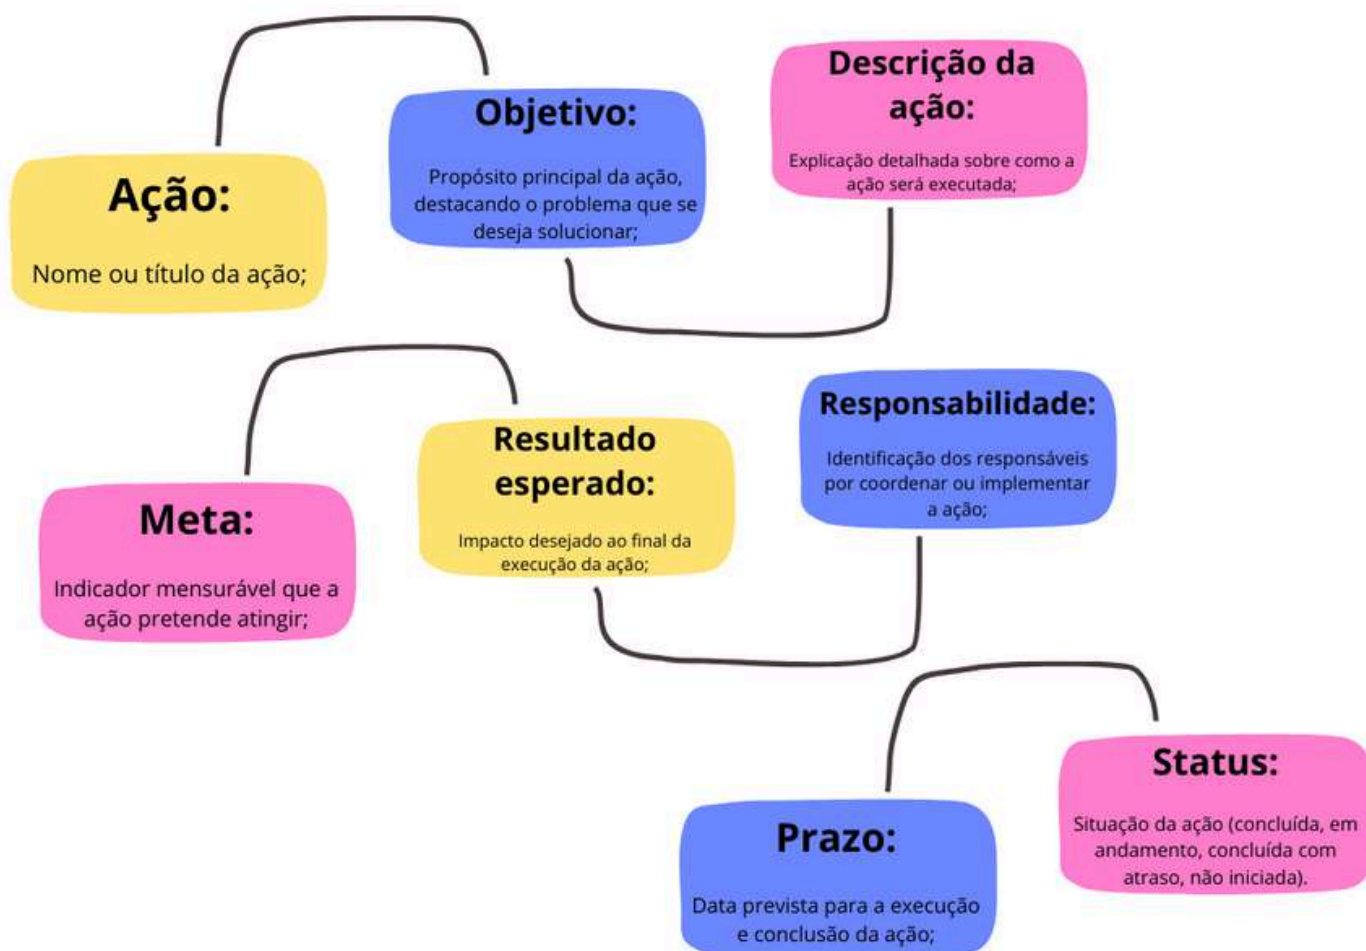 Ação:
Nome ou título da ação;
Objetivo:
Propósito principal da ação,
destacando o problema que se
deseja solucionar;
Descrição da
ação:
Explicação detalhada sobre como a
ação será executada;
Meta:
Indicador mensurável que a
ação pretende atingir;
Resultado
esperado:
Impacto desejado ao final da
execução da ação;
Responsabilidade:
Identificação dos responsáveis
por coordenar ou implementar
a ação;
Prazo:
Data prevista para a execução
e conclusão da ação;
Status:
Situação da ação (concluída, em
andamento, concluída com
atraso, não iniciada).